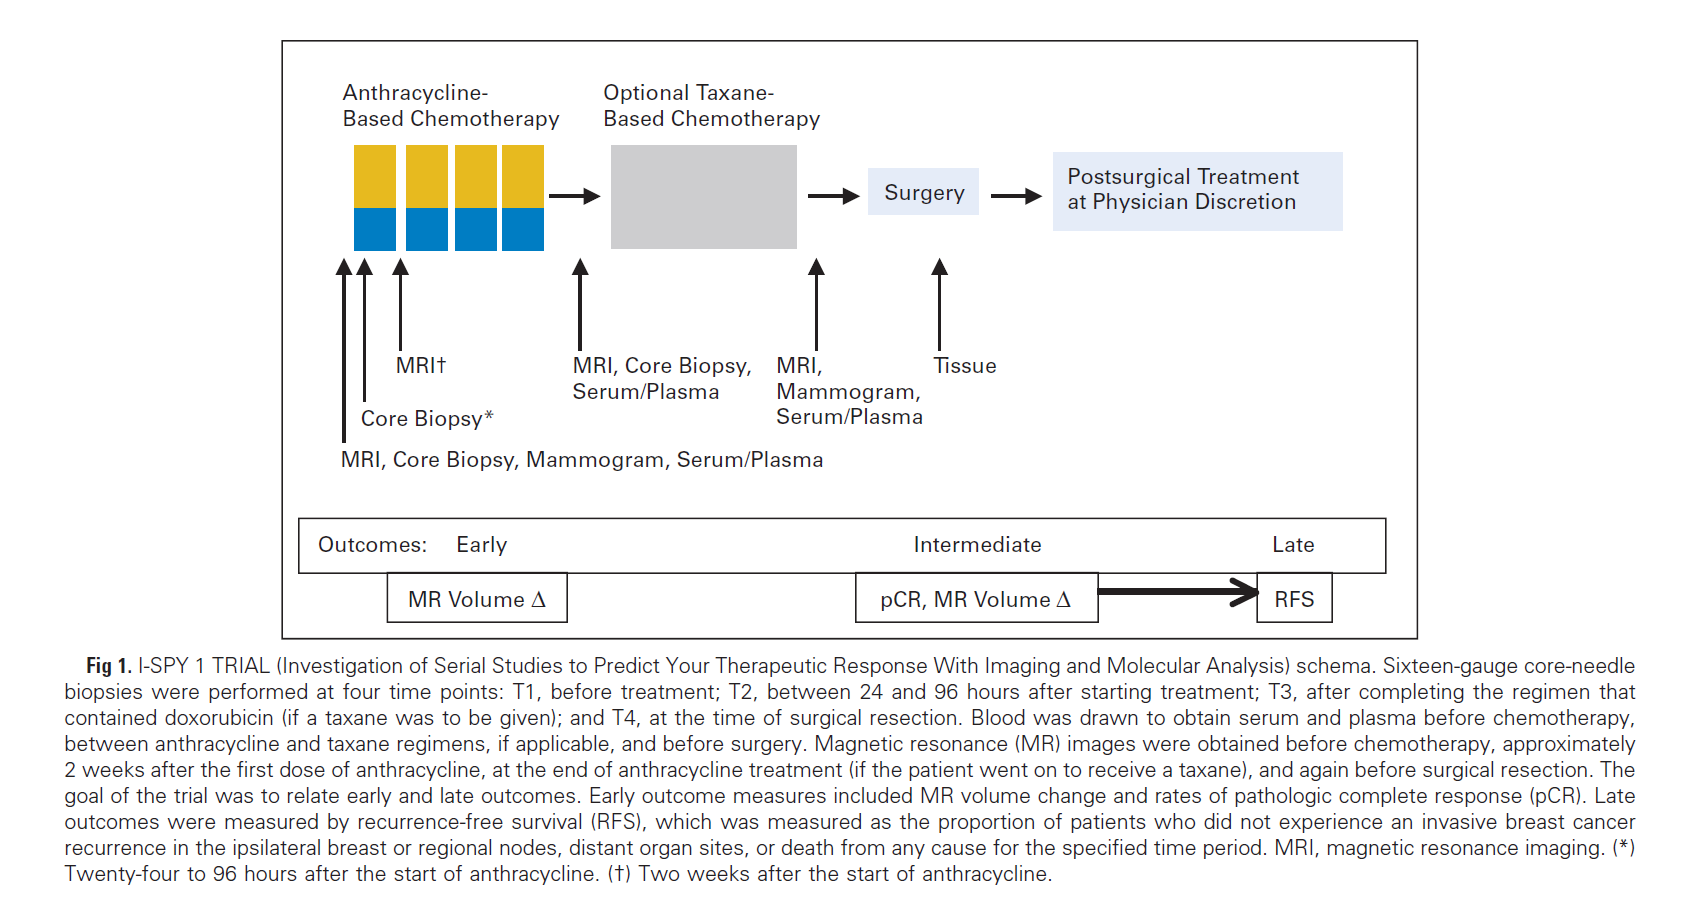 Anthracycline-
Based Chemotherapy
Optional Taxane-
Based Chemotherapy
Surgery
Postsurgical Treatment
at Physician Discretion
MRI†
Core Biopsy*
MRI, Core Biopsy, Mammogram, Serum/Plasma
MRI, Core Biopsy,
Serum/Plasma
MRI,
Mammogram,
Serum/Plasma
Tissue
Outcomes: Early Intermediate Late
MR Volume Δ
pCR, MR Volume Δ
RFS
Fig 1. I-SPY 1 TRIAL (Investigation of Serial Studies to Predict Your Therapeutic Response With Imaging and Molecular Analysis) schema. Sixteen-gauge core-needle
biopsies were performed at four time points: T1, before treatment; T2, between 24 and 96 hours after starting treatment; T3, after completing the regimen that
contained doxorubicin (if a taxane was to be given); and T4, at the time of surgical resection. Blood was drawn to obtain serum and plasma before chemotherapy,
between anthracycline and taxane regimens, if applicable, and before surgery. Magnetic resonance (MR) images were obtained before chemotherapy, approximately
2 weeks after the first dose of anthracycline, at the end of anthracycline treatment (if the patient went on to receive a taxane), and again before surgical resection. The
goal of the trial was to relate early and late outcomes. Early outcome measures included MR volume change and rates of pathologic complete response (pCR). Late
outcomes were measured by recurrence-free survival (RFS), which was measured as the proportion of patients who did not experience an invasive breast cancer
recurrence in the ipsilateral breast or regional nodes, distant organ sites, or death from any cause for the specified time period. MRI, magnetic resonance imaging. (*)
Twenty-four to 96 hours after the start of anthracycline. (†) Two weeks after the start of anthracycline.